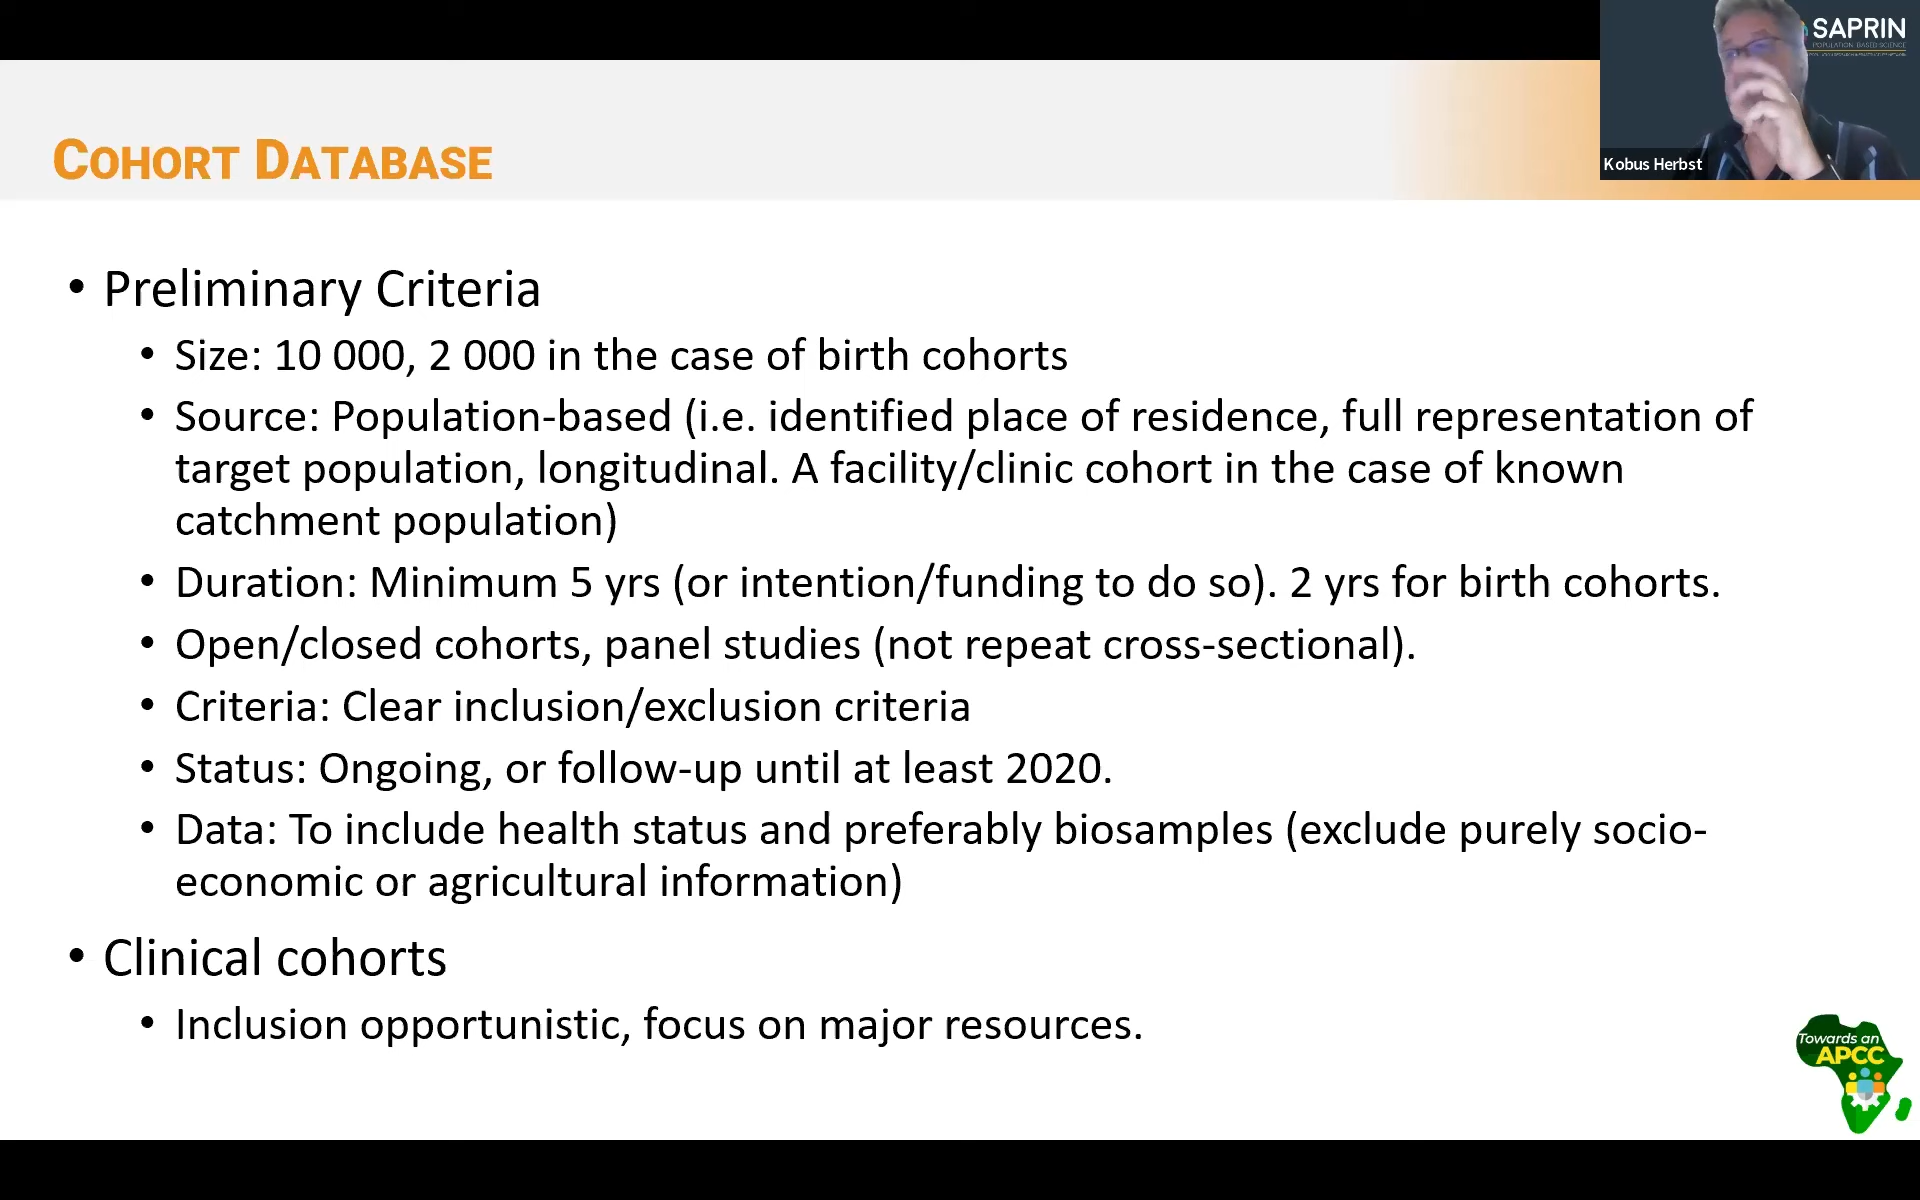 SAPRIN
POPULATION-BASED SCIENCE
Kobus Herbst
COHORT DATABASE
• Preliminary Criteria
• Size: 10 000, 2 000 in the case of birth cohorts
• Source: Population-based (i.e. identified place of residence, full representation of
target population, longitudinal. A facility/clinic cohort in the case of known
catchment population)
• Duration: Minimum 5 yrs (or intention/funding to do so). 2 yrs for birth cohorts.
• Open/closed cohorts, panel studies (not repeat cross-sectional).
• Criteria: Clear inclusion/exclusion criteria
• Status: Ongoing, or follow-up until at least 2020.
• Data: To include health status and preferably biosamples (exclude purely socio-
economic or agricultural information)
• Clinical cohorts
• Inclusion opportunistic, focus on major resources.
Towards an
APCC